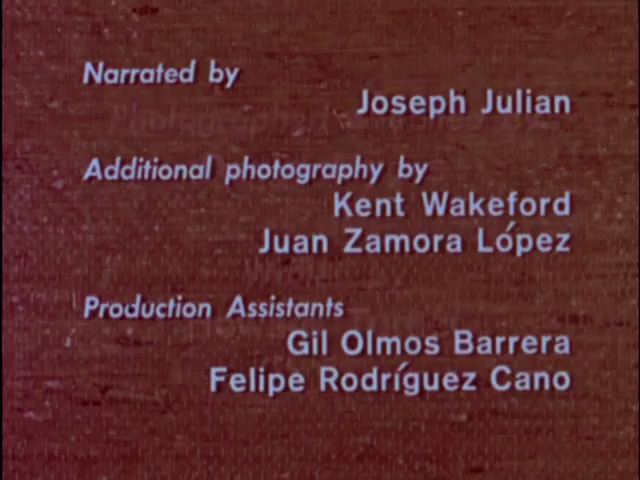 Narrated by
Joseph Julian
Additional photography by
Kent Wakeford
Juan Zamora López
Production Assistants
Gil Olmos Barrera
Felipe Rodríguez Cano